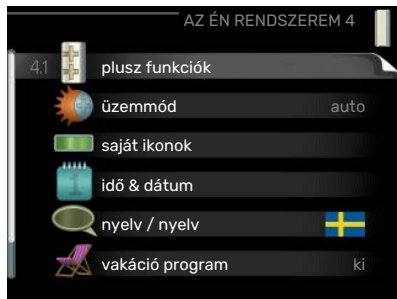 AZ ÉN RENDSZEREM 4
4.1 plusz funkciók
üzemmód auto
saját ikonok
idő & dátum
nyelv / nyelv
vakáció program ki